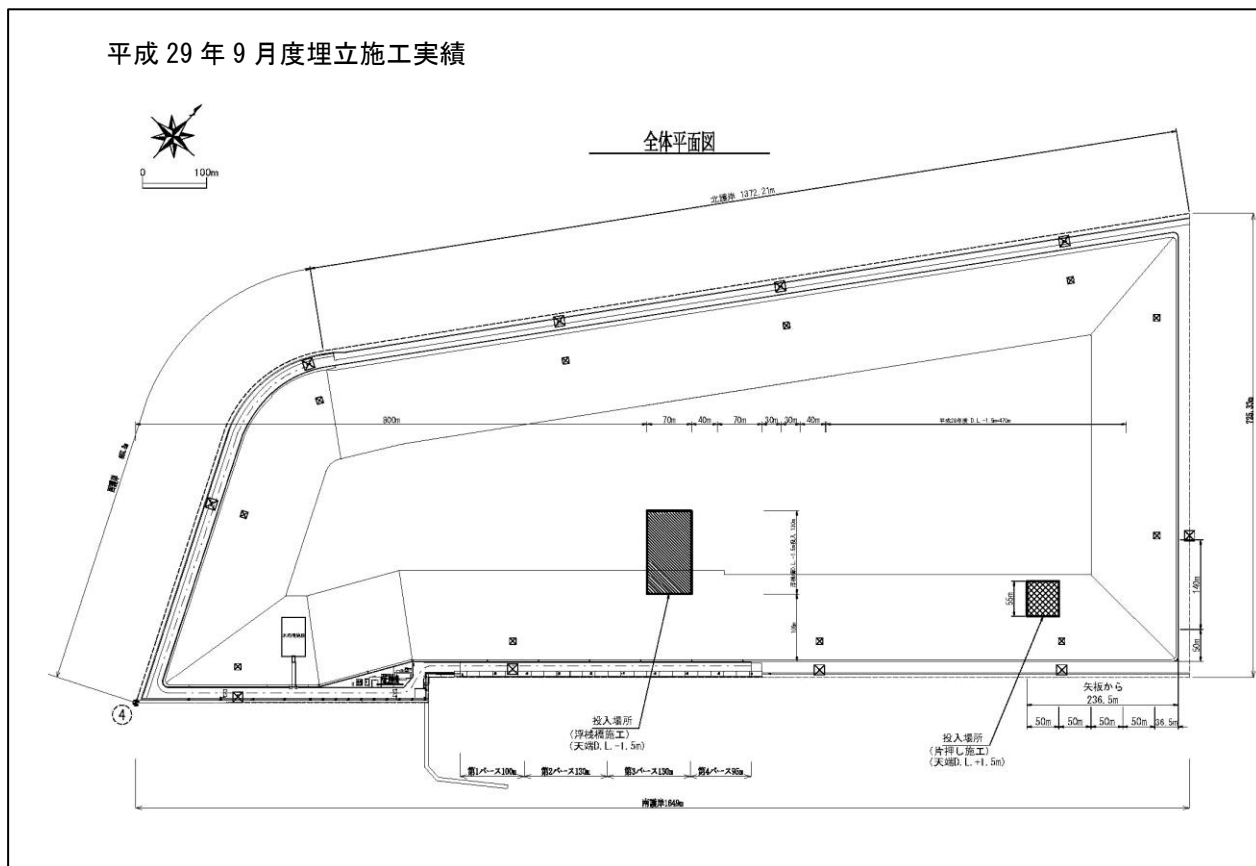 平成 29 年 9 月度埋立施工実績
全体平面図
0 100m
北護岸 1372.21m
800m
70m
40m
70m
30m
30m
40m
140m
50m
55m
矢板から
236.5m
50m
50m
50m
50m
36.5m
投入場所
(浮桟橋施工)
(天端D.L.-1.5m)
投入場所
(片押し施工)
(天端D.L.+1.5m)
④
第1バース100m
第2バース130m
第3バース130m
第4バース95m
南護岸1649m